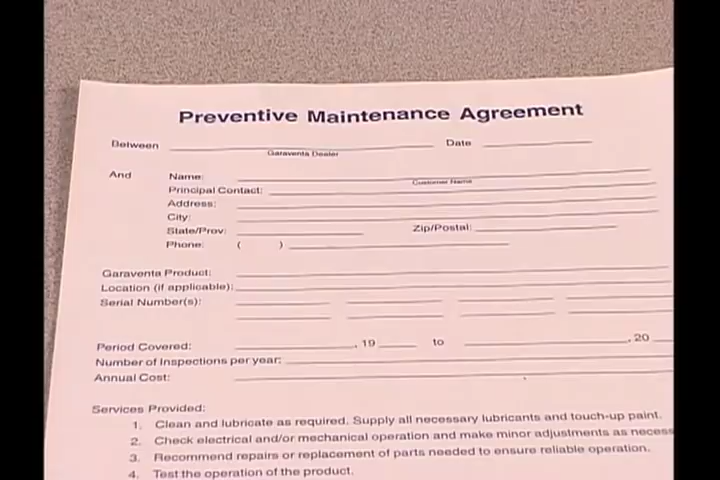 Preventive Maintenance Agreement
Between Date
Garaventa Dealer
And Name:
Customer Name
Principal Contact:
Address:
City:
State/Prov: Zip/Postal:
Phone: ( )
Garaventa Product:
Location (if applicable):
Serial Number(s):
Period Covered: , 19 to , 20
Number of Inspections per year:
Annual Cost:
Services Provided:
1. Clean and lubricate as required. Supply all necessary lubricants and touch-up paint.
2. Check electrical and/or mechanical operation and make minor adjustments as necess
3. Recommend repairs or replacement of parts needed to ensure reliable operation.
4. Test the operation of the product.